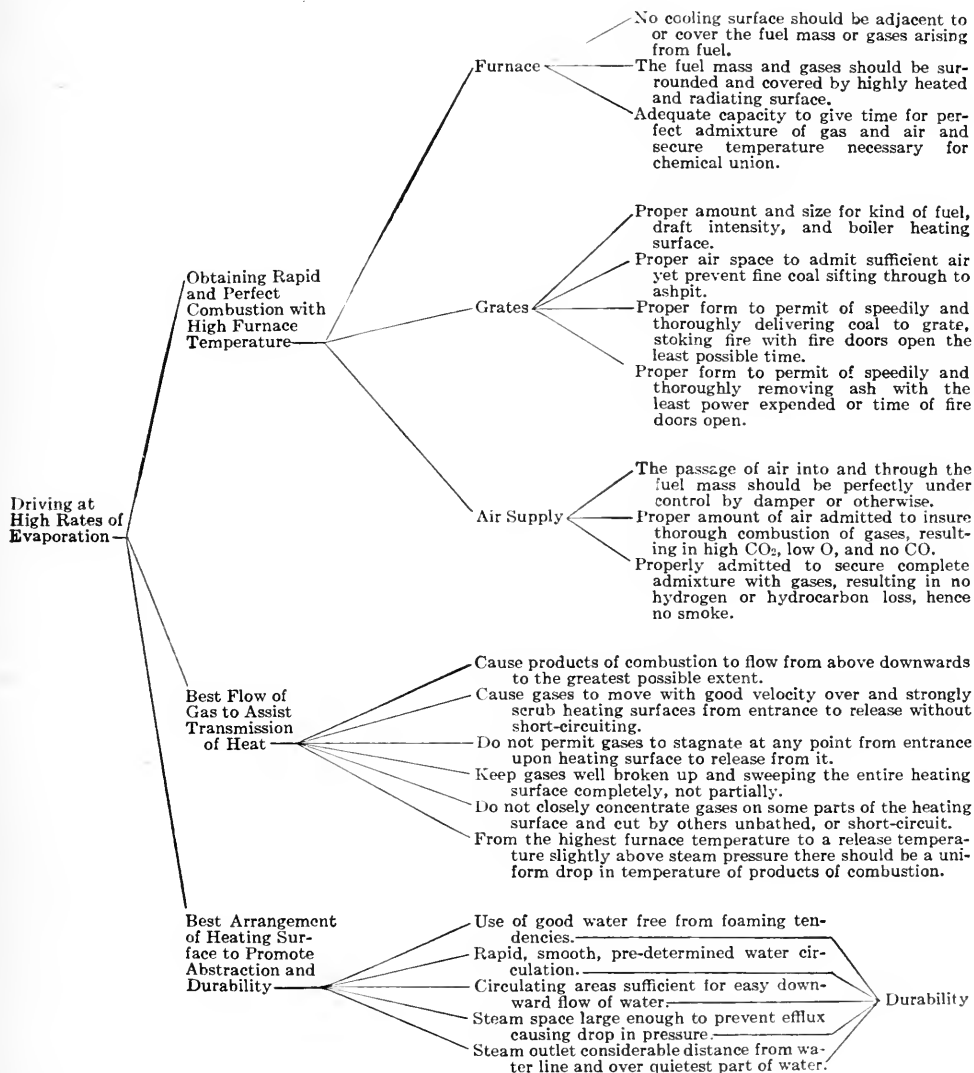 No cooling surface should be adjacent to
or cover the fuel mass or gases arising
from fuel.
Furnace
The fuel mass and gases should be sur-
rounded and covered by highly heated
and radiating surface.
Adequate capacity to give time for per-
fect admixture of gas and air and
secure temperature necessary for
chemical union.
Proper amount and size for kind of fuel,
draft intensity, and boiler heating
surface.
Proper air space to admit sufficient air
yet prevent fine coal sifting through to
ashpit.
Obtaining Rapid
and Perfect
Combustion with
High Furnace
Temperature
Grates
Proper form to permit of speedily and
thoroughly delivering coal to grate,
stoking fire with fire doors open the
least possible time.
Proper form to permit of speedily and
thoroughly removing ash with the
least power expended or time of fire
doors open.
The passage of air into and through the
fuel mass should be perfectly under
control by damper or otherwise.
Driving at
High Rates of
Evaporation
Air Supply
Proper amount of air admitted to insure
thorough combustion of gases, result-
ing in high CO₂, low O, and no CO.
Properly admitted to secure complete
admixture with gases, resulting in no
hydrogen or hydrocarbon loss, hence
no smoke.
Best Flow of
Gas to Assist
Transmission
of Heat
Cause products of combustion to flow from above downwards
to the greatest possible extent.
Cause gases to move with good velocity over and strongly
scrub heating surfaces from entrance to release without
short-circuiting.
Do not permit gases to stagnate at any point from entrance
upon heating surface to release from it.
Keep gases well broken up and sweeping the entire heating
surface completely, not partially.
Do not closely concentrate gases on some parts of the heating
surface and cut by others unbathed, or short-circuit.
From the highest furnace temperature to a release tempera-
ture slightly above steam pressure there should be a uni-
form drop in temperature of products of combustion.
Best Arrangement
of Heating Sur-
face to Promote
Abstraction and
Durability
Use of good water free from foaming ten-
dencies.
Rapid, smooth, pre-determined water cir-
culation.
Circulating areas sufficient for easy down-
ward flow of water.
Steam space large enough to prevent efflux
causing drop in pressure.
Steam outlet considerable distance from wa-
ter line and over quietest part of water.
Durability